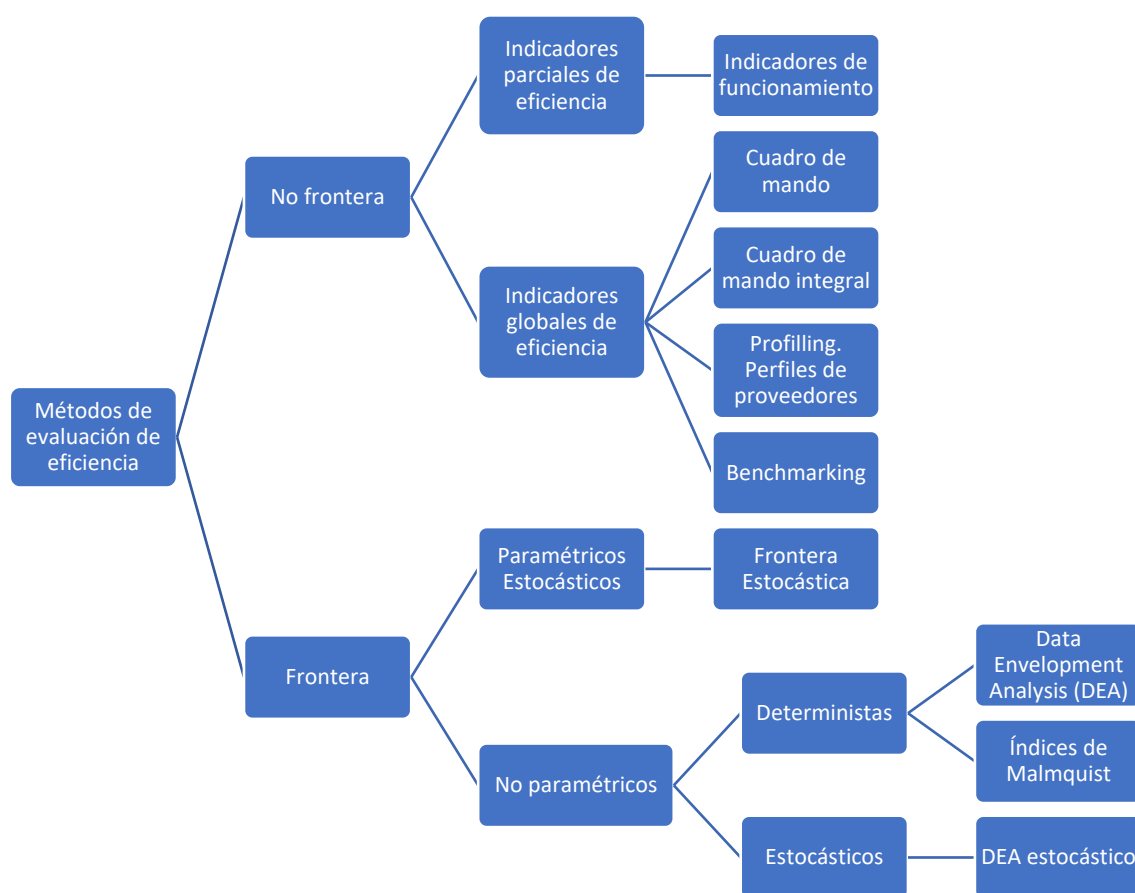 Métodos de
evaluación de
eficiencia
No frontera
Indicadores
parciales de
eficiencia
Indicadores de
funcionamiento
Indicadores
globales de
eficiencia
Cuadro de
mando
Cuadro de
mando integral
Profilling.
Perfiles de
proveedores
Benchmarking
Frontera
Paramétricos
Estocásticos
Frontera
Estocástica
No paramétricos
Deterministas
Data
Envelopment
Analysis (DEA)
Índices de
Malmquist
Estocásticos
DEA estocástico